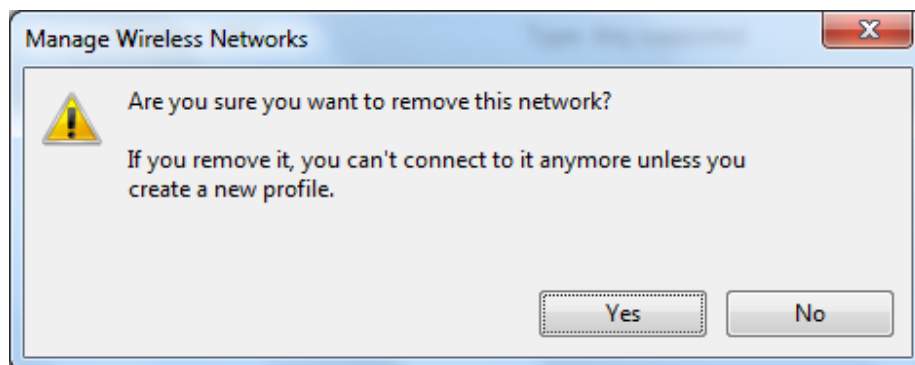 Manage Wireless Networks
Are you sure you want to remove this network?
If you remove it, you can't connect to it anymore unless you
create a new profile.
Yes
No